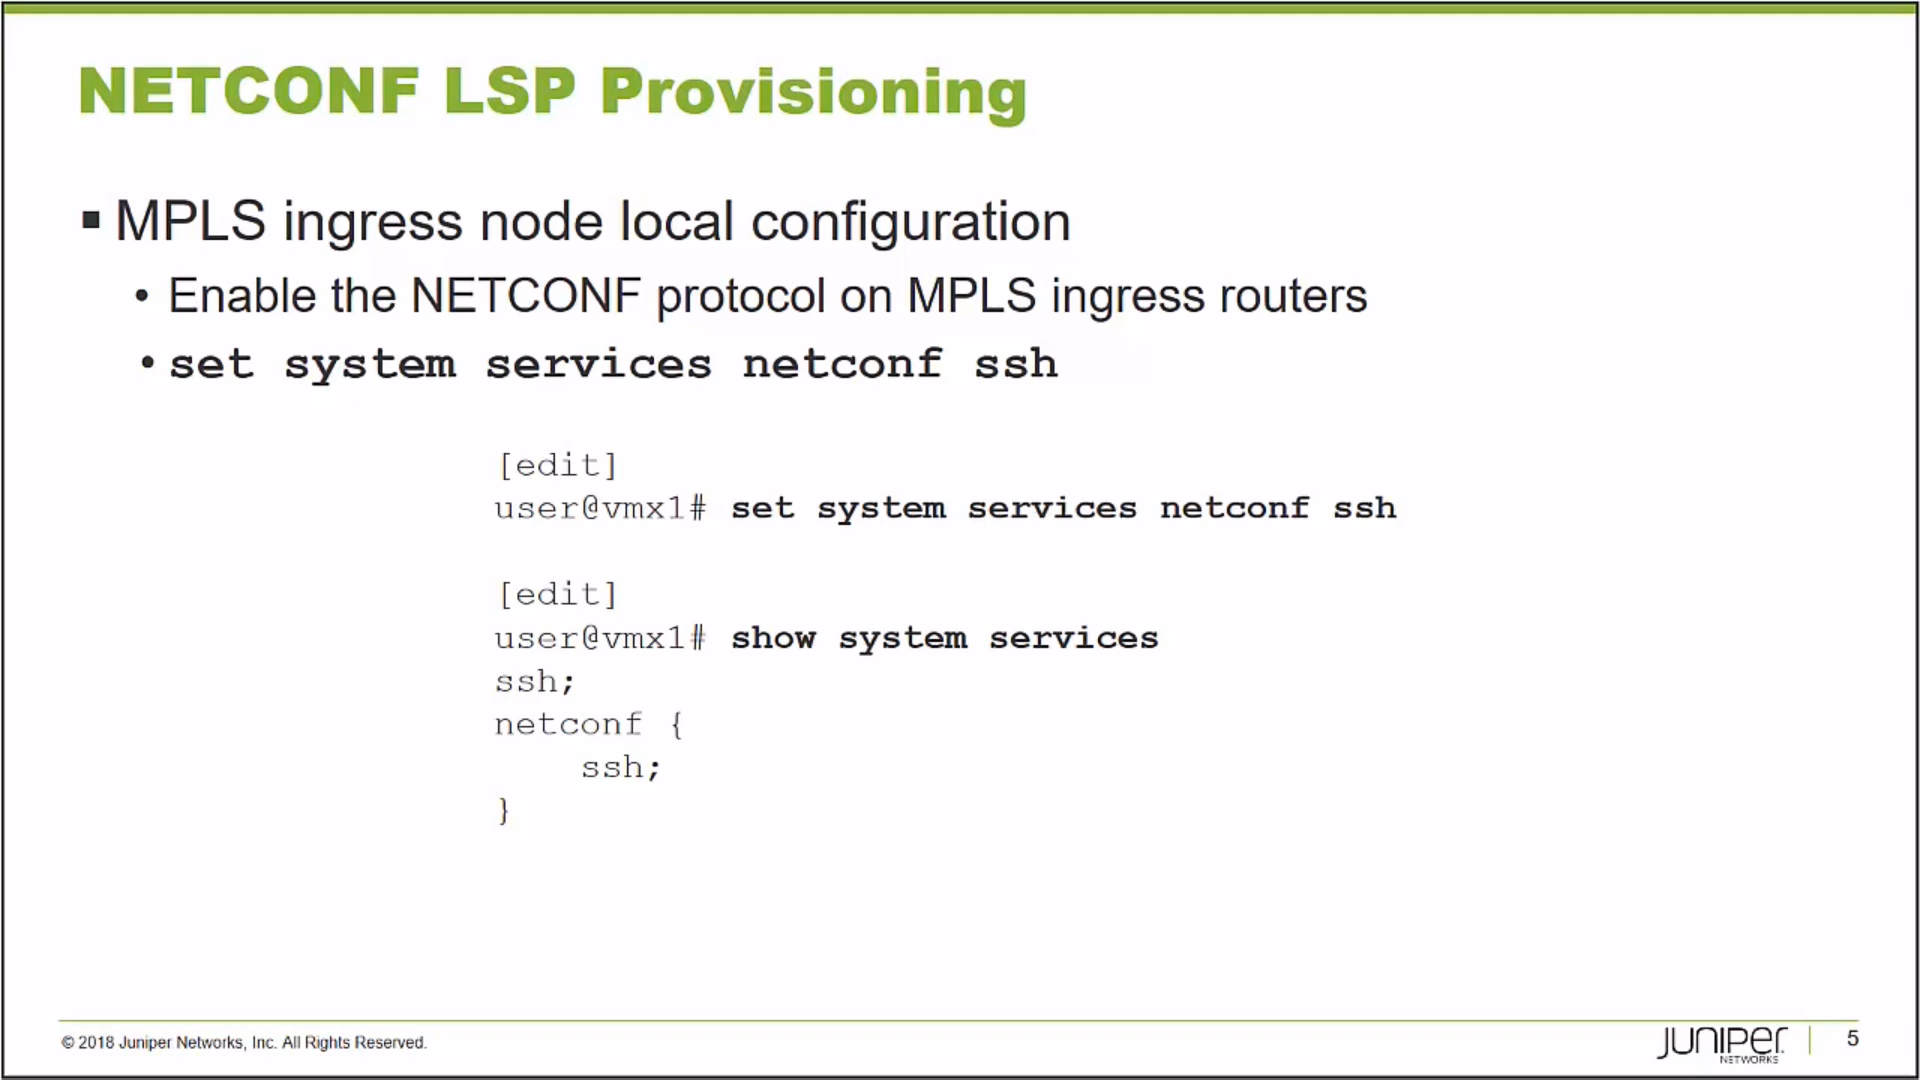 NETCONF LSP Provisioning
▪ MPLS ingress node local configuration
• Enable the NETCONF protocol on MPLS ingress routers
• set system services netconf ssh
[edit]
user@vmx1# set system services netconf ssh
[edit]
user@vmx1# show system services
ssh;
netconf {
    ssh;
}
© 2018 Juniper Networks, Inc. All Rights Reserved.
JUNIPER
NETWORKS
5